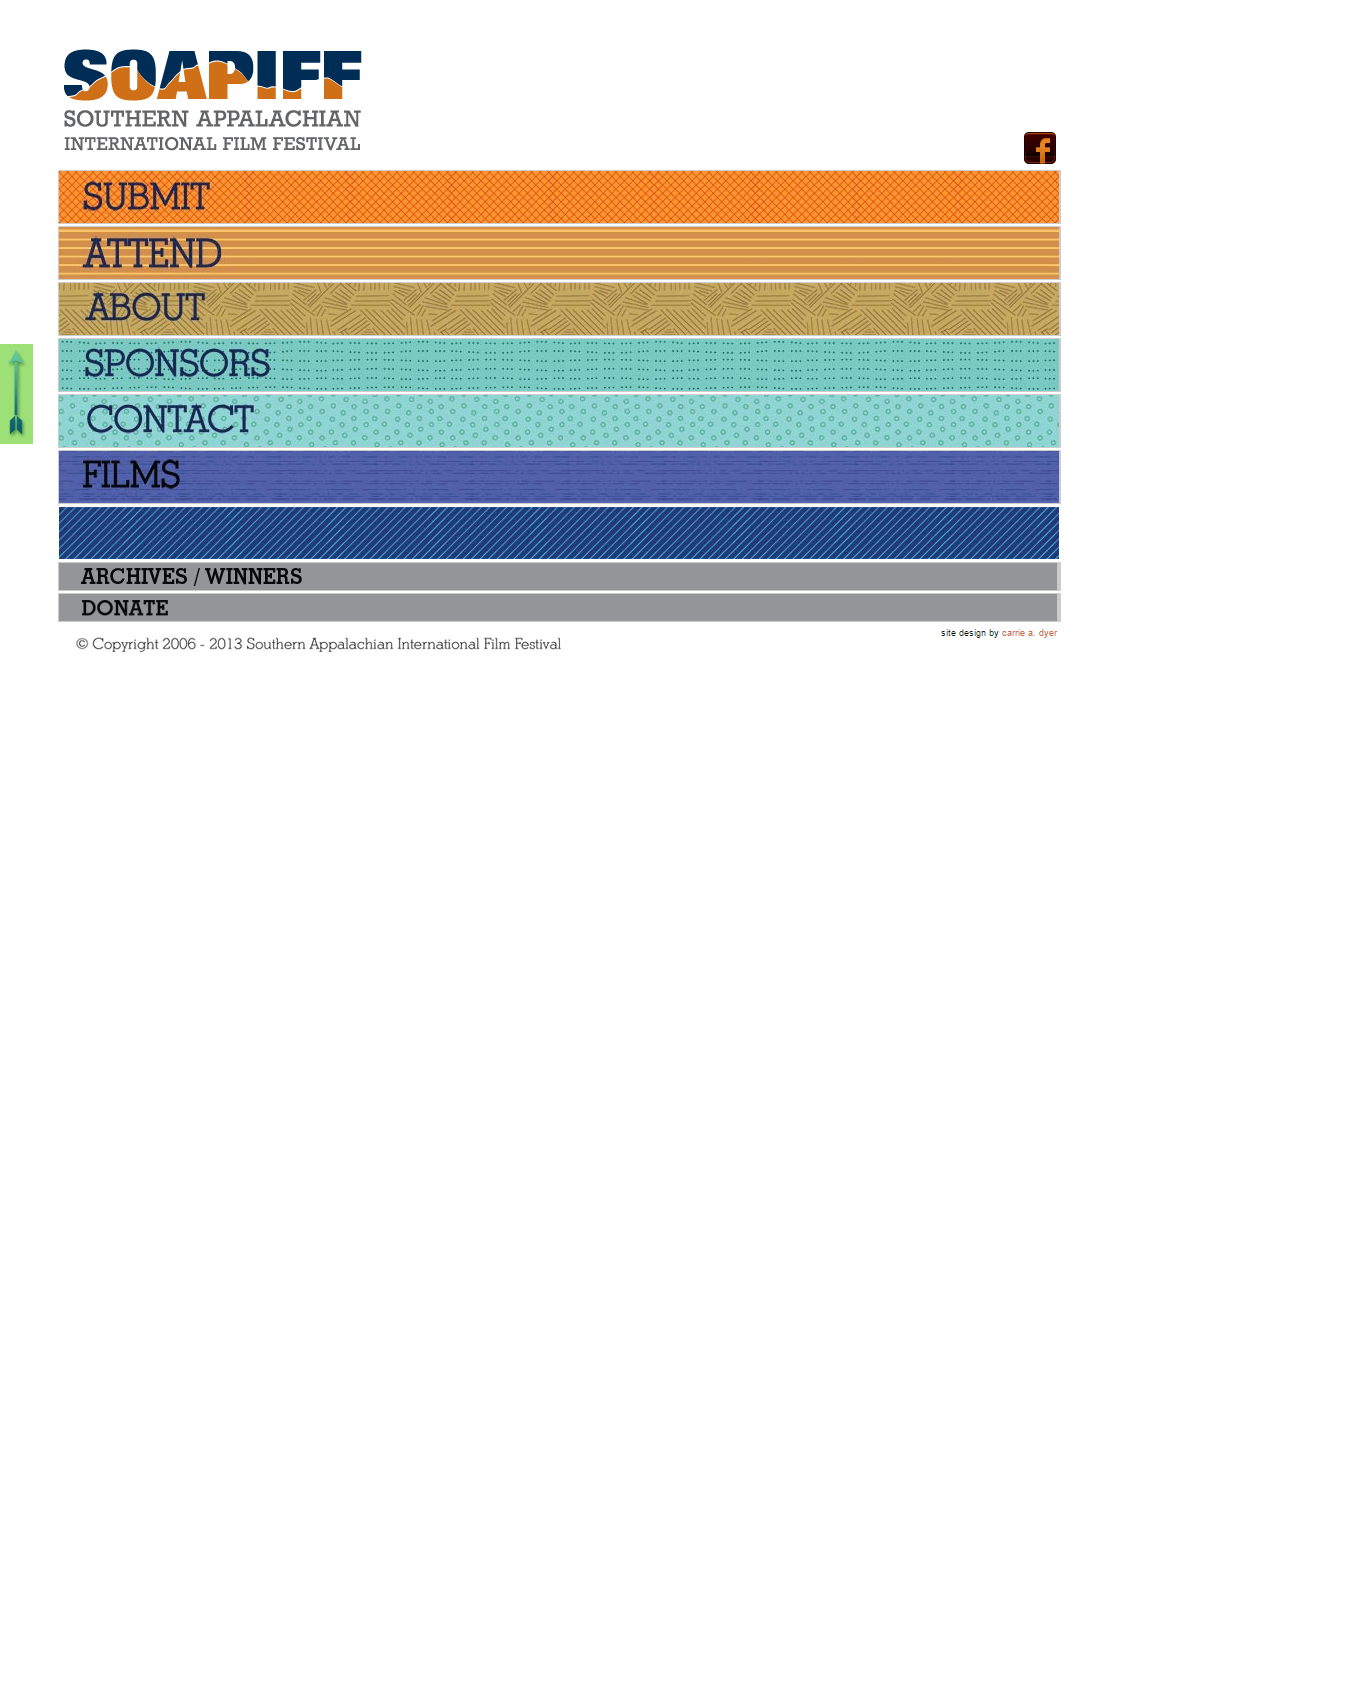 SOAPIFF
SOUTHERN APPALACHIAN
INTERNATIONAL FILM FESTIVAL
f
SUBMIT
ATTEND
ABOUT
SPONSORS
CONTACT
FILMS
ARCHIVES / WINNERS
DONATE
site design by carrie a. dyer
© Copyright 2006 - 2013 Southern Appalachian International Film Festival